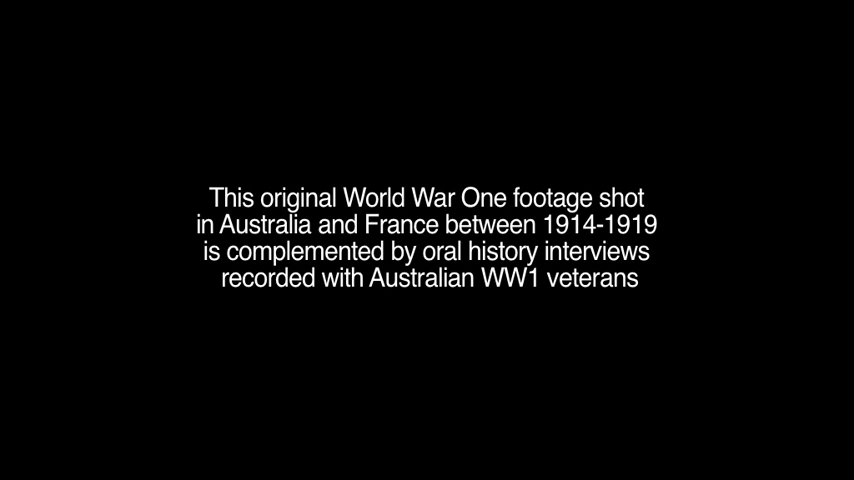 This original World War One footage shot
in Australia and France between 1914-1919
is complemented by oral history interviews
recorded with Australian WW1 veterans